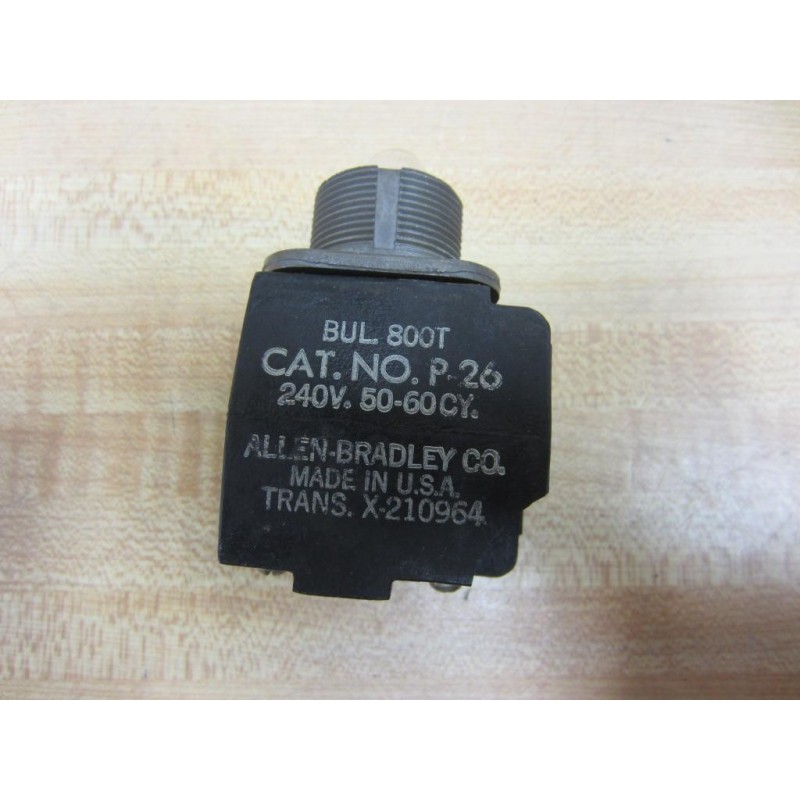 BUL. 800T
CAT. NO. P-26
240V. 50-60CY.
ALLEN-BRADLEY CO.
MADE IN U.S.A.
TRANS. X-210964